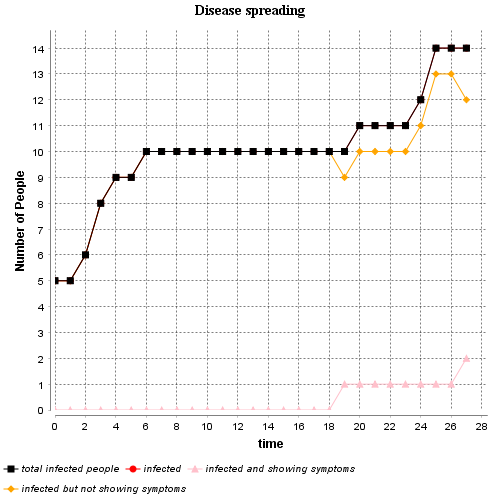 Disease spreading
14
13
12
11
10
9
8
7
6
5
4
3
2
1
0
Number of People
0 2 4 6 8 10 12 14 16 18 20 22 24 26 28
time
total infected people infected infected and showing symptoms
infected but not showing symptoms